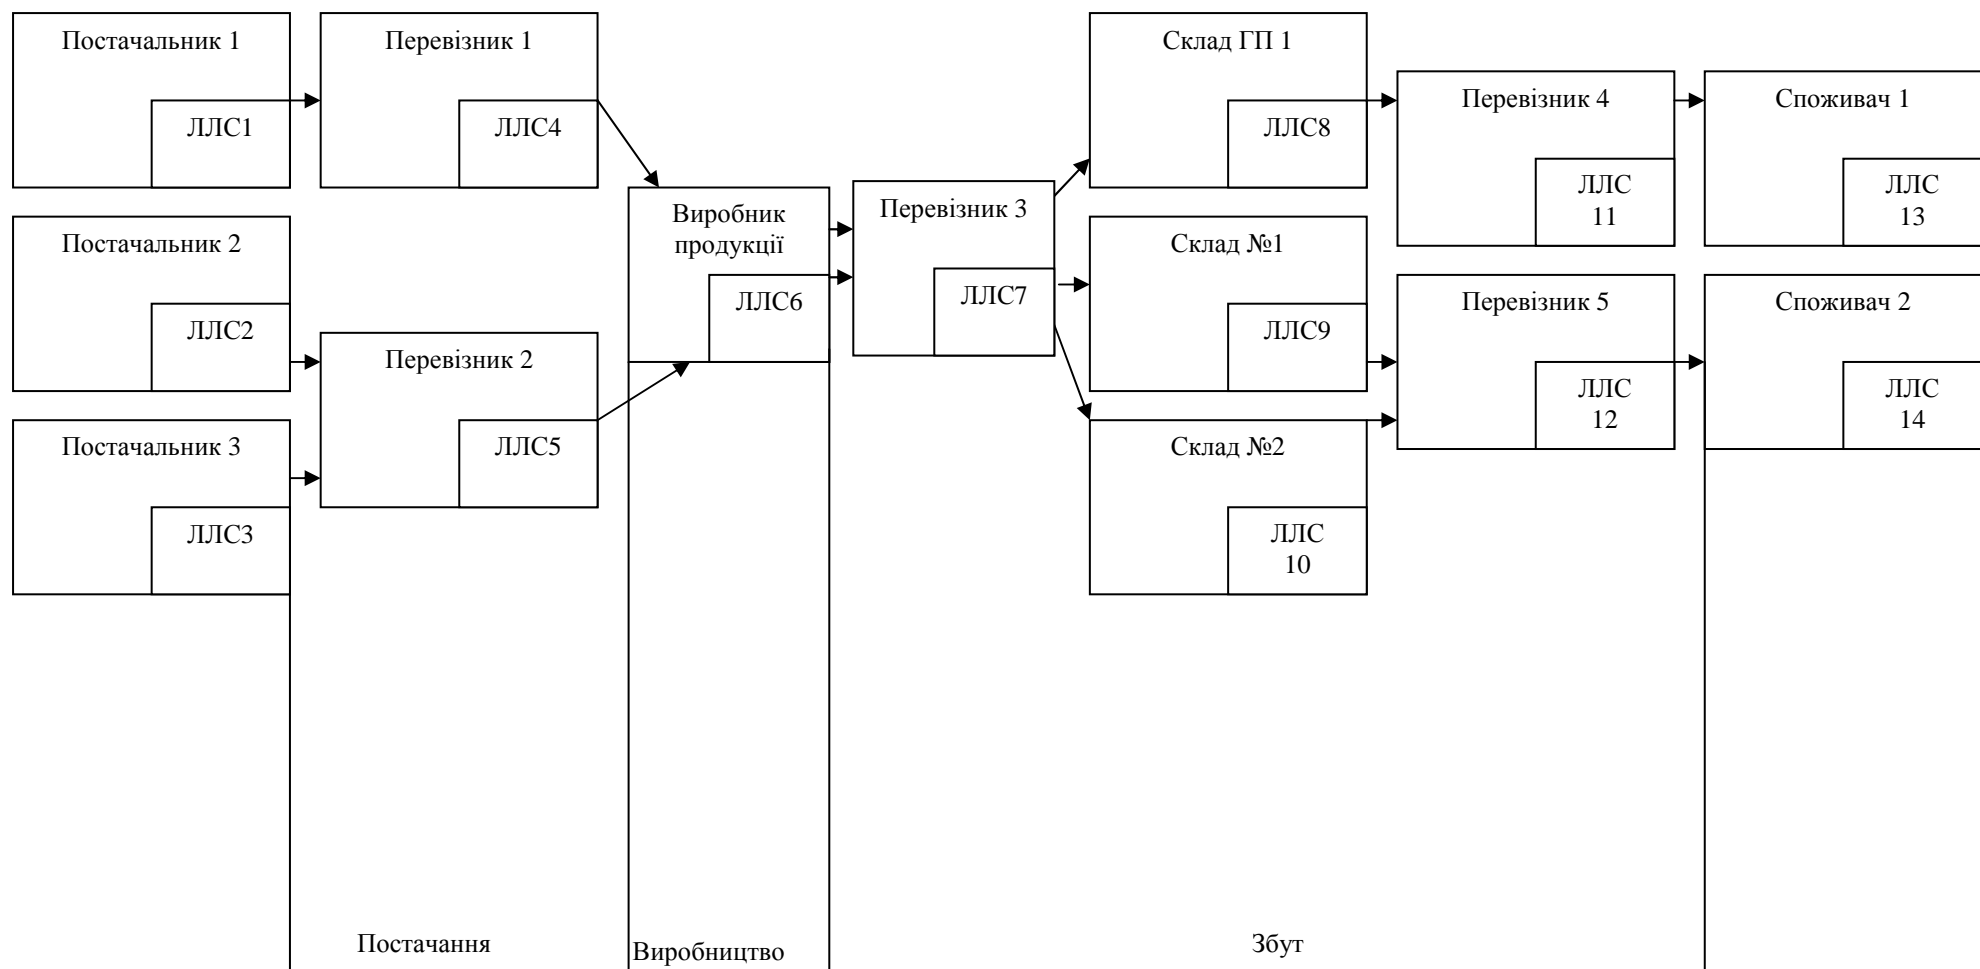 Постачальник 1
ЛЛС1
Перевізник 1
ЛЛС4
Постачальник 2
ЛЛС2
Постачальник 3
ЛЛС3
Перевізник 2
ЛЛС5
Виробник
продукції
ЛЛС6
Перевізник 3
ЛЛС7
Склад ГП 1
ЛЛС8
Склад №1
ЛЛС9
Склад №2
ЛЛС
10
Перевізник 4
ЛЛС
11
Перевізник 5
ЛЛС
12
Споживач 1
ЛЛС
13
Споживач 2
ЛЛС
14
Постачання
Виробництво
Збут